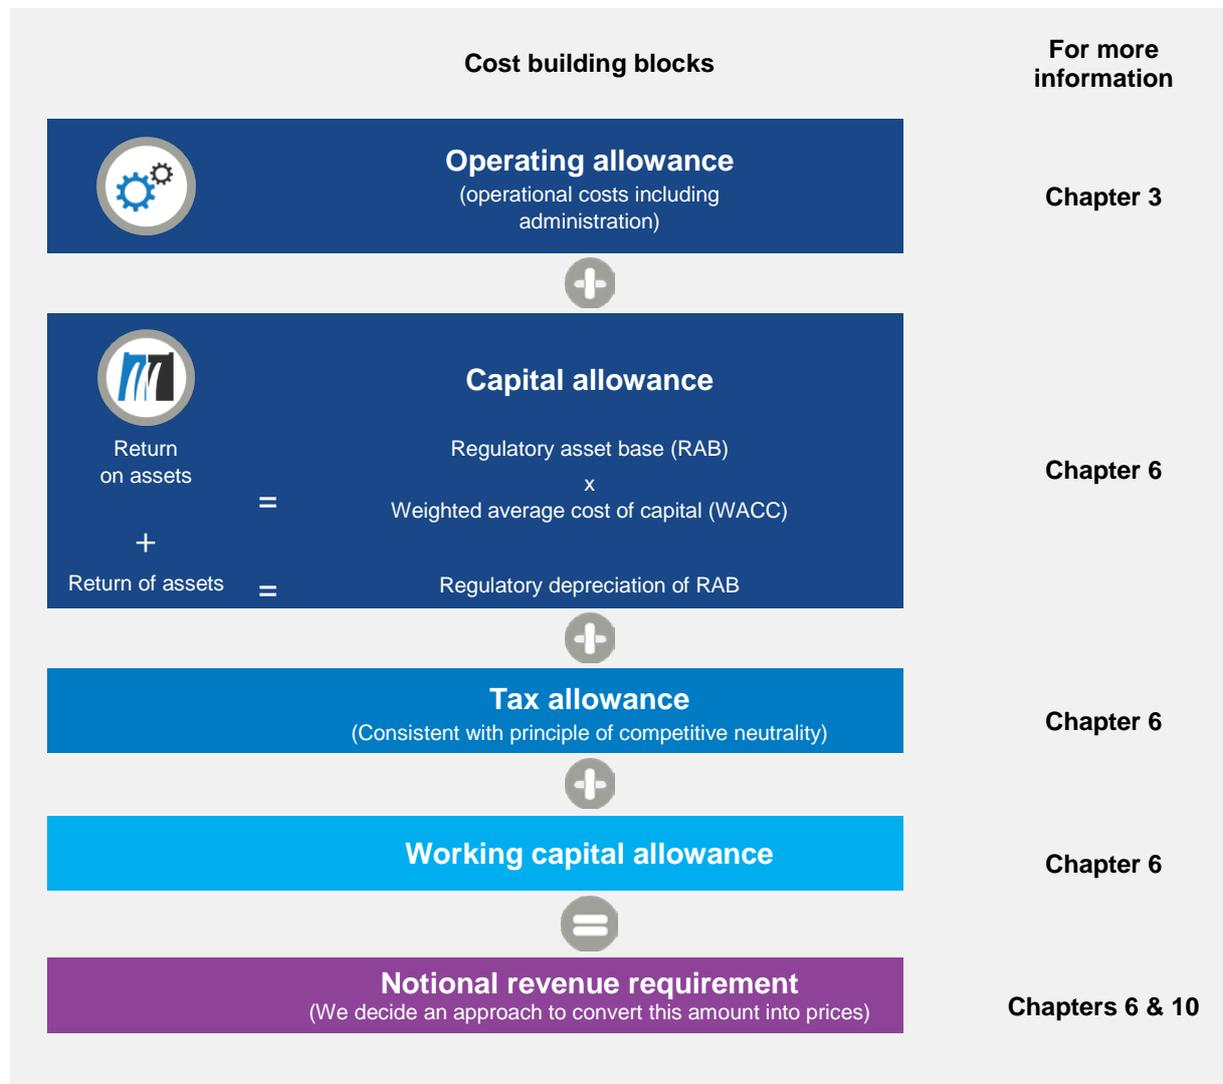 Cost building blocks
For more
information
Operating allowance
(operational costs including
administration)
Chapter 3
Capital allowance
Return
on assets
=
Regulatory asset base (RAB)
x
Weighted average cost of capital (WACC)
+
Return of assets
=
Regulatory depreciation of RAB
Chapter 6
Tax allowance
(Consistent with principle of competitive neutrality)
Chapter 6
Working capital allowance
Chapter 6
Notional revenue requirement
(We decide an approach to convert this amount into prices)
Chapters 6 & 10